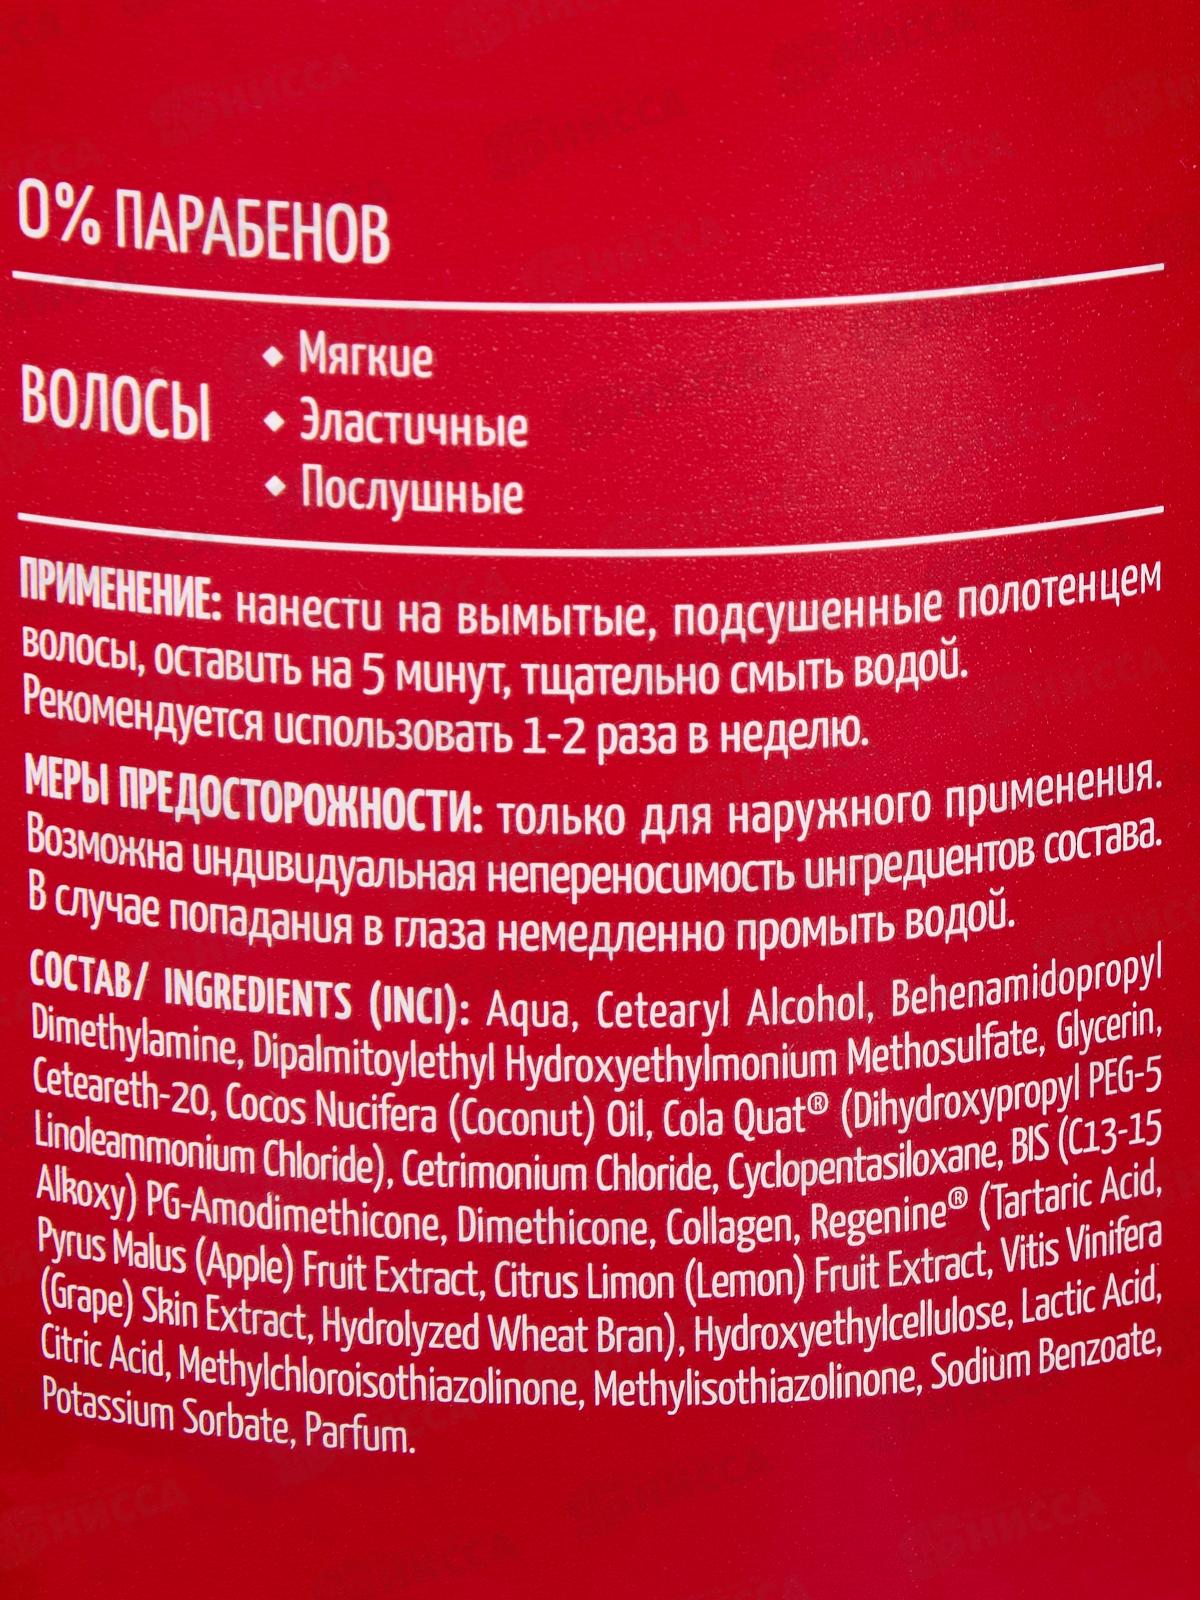 0% ПАРАБЕНОВ
ВОЛОСЫ
◆ Мягкие
◆ Эластичные
◆ Послушные
ПРИМЕНЕНИЕ: нанести на вымытые, подсушенные полотенцем
волосы, оставить на 5 минут, тщательно смыть водой.
Рекомендуется использовать 1-2 раза в неделю.
МЕРЫ ПРЕДОСТОРОЖНОСТИ: только для наружного применения.
Возможна индивидуальная непереносимость ингредиентов состава.
В случае попадания в глаза немедленно промыть водой.
СОСТАВ/ INGREDIENTS (INCI): Aqua, Cetearyl Alcohol, Behenamidopropyl
Dimethylamine, Dipalmitoylethyl Hydroxyethylmonium Methosulfate, Glycerin,
Ceteareth-20, Cocos Nucifera (Coconut) Oil, Cola Quat® (Dihydroxypropyl PEG-5
Linoleammonium Chloride), Cetrimonium Chloride, Cyclopentasiloxane, BIS (C13-15
Alkoxy) PG-Amodimethicone, Dimethicone, Collagen, Regenine® (Tartaric Acid,
Pyrus Malus (Apple) Fruit Extract, Citrus Limon (Lemon) Fruit Extract, Vitis Vinifera
(Grape) Skin Extract, Hydrolyzed Wheat Bran), Hydroxyethylcellulose, Lactic Acid,
Citric Acid, Methylchloroisothiazolinone, Methylisothiazolinone, Sodium Benzoate,
Potassium Sorbate, Parfum.